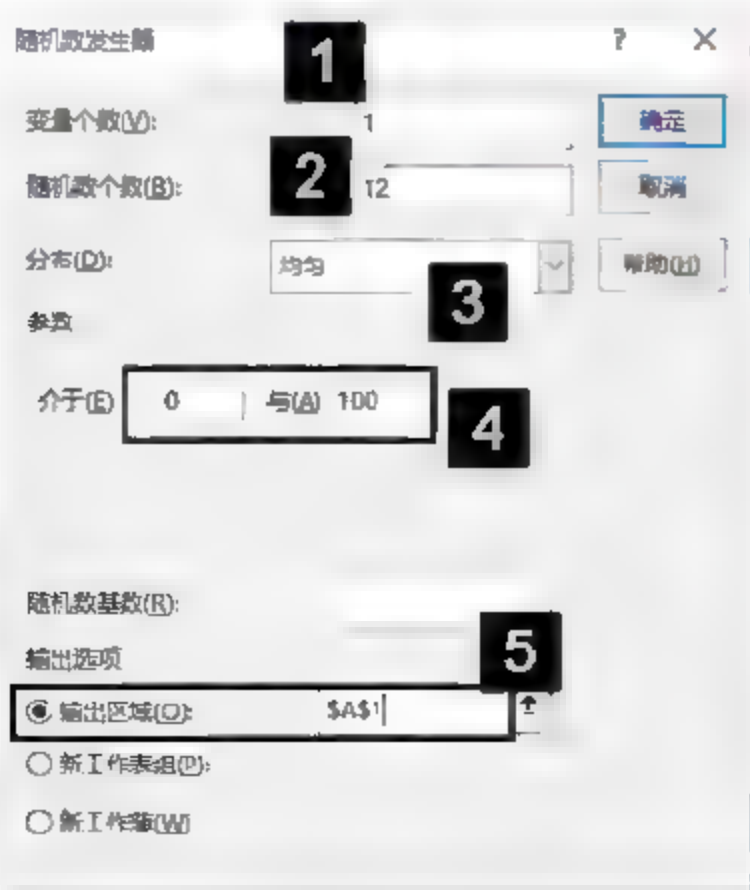 随机数发生器 ? ×
1
变量个数(V): 1 确定
2
随机数个数(B): 12 取消
分布(D): 均匀 帮助(H)
3
参数
介于(E) 0 与(A) 100
4
随机数基数(R):
5
输出选项
输出区域(O): $A$1
新工作表组(P):
新工作簿(W)